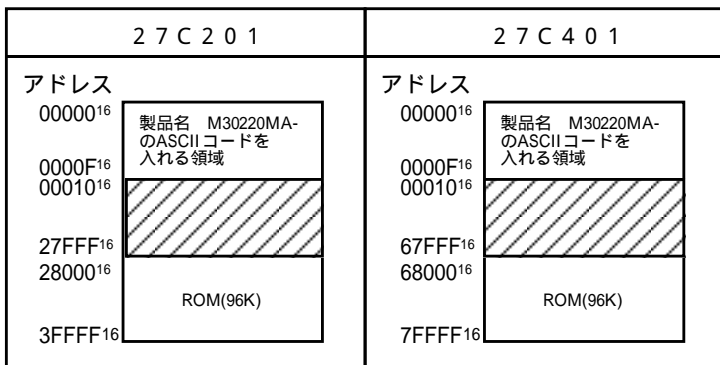 27C201
アドレス
00000₁₆
製品名 M30220MA-
のASCIIコードを
入れる領域
0000F₁₆
00010₁₆
27FFF₁₆
28000₁₆
ROM(96K)
3FFFF₁₆
27C401
アドレス
00000₁₆
製品名 M30220MA-
のASCIIコードを
入れる領域
0000F₁₆
00010₁₆
67FFF₁₆
68000₁₆
ROM(96K)
7FFFF₁₆